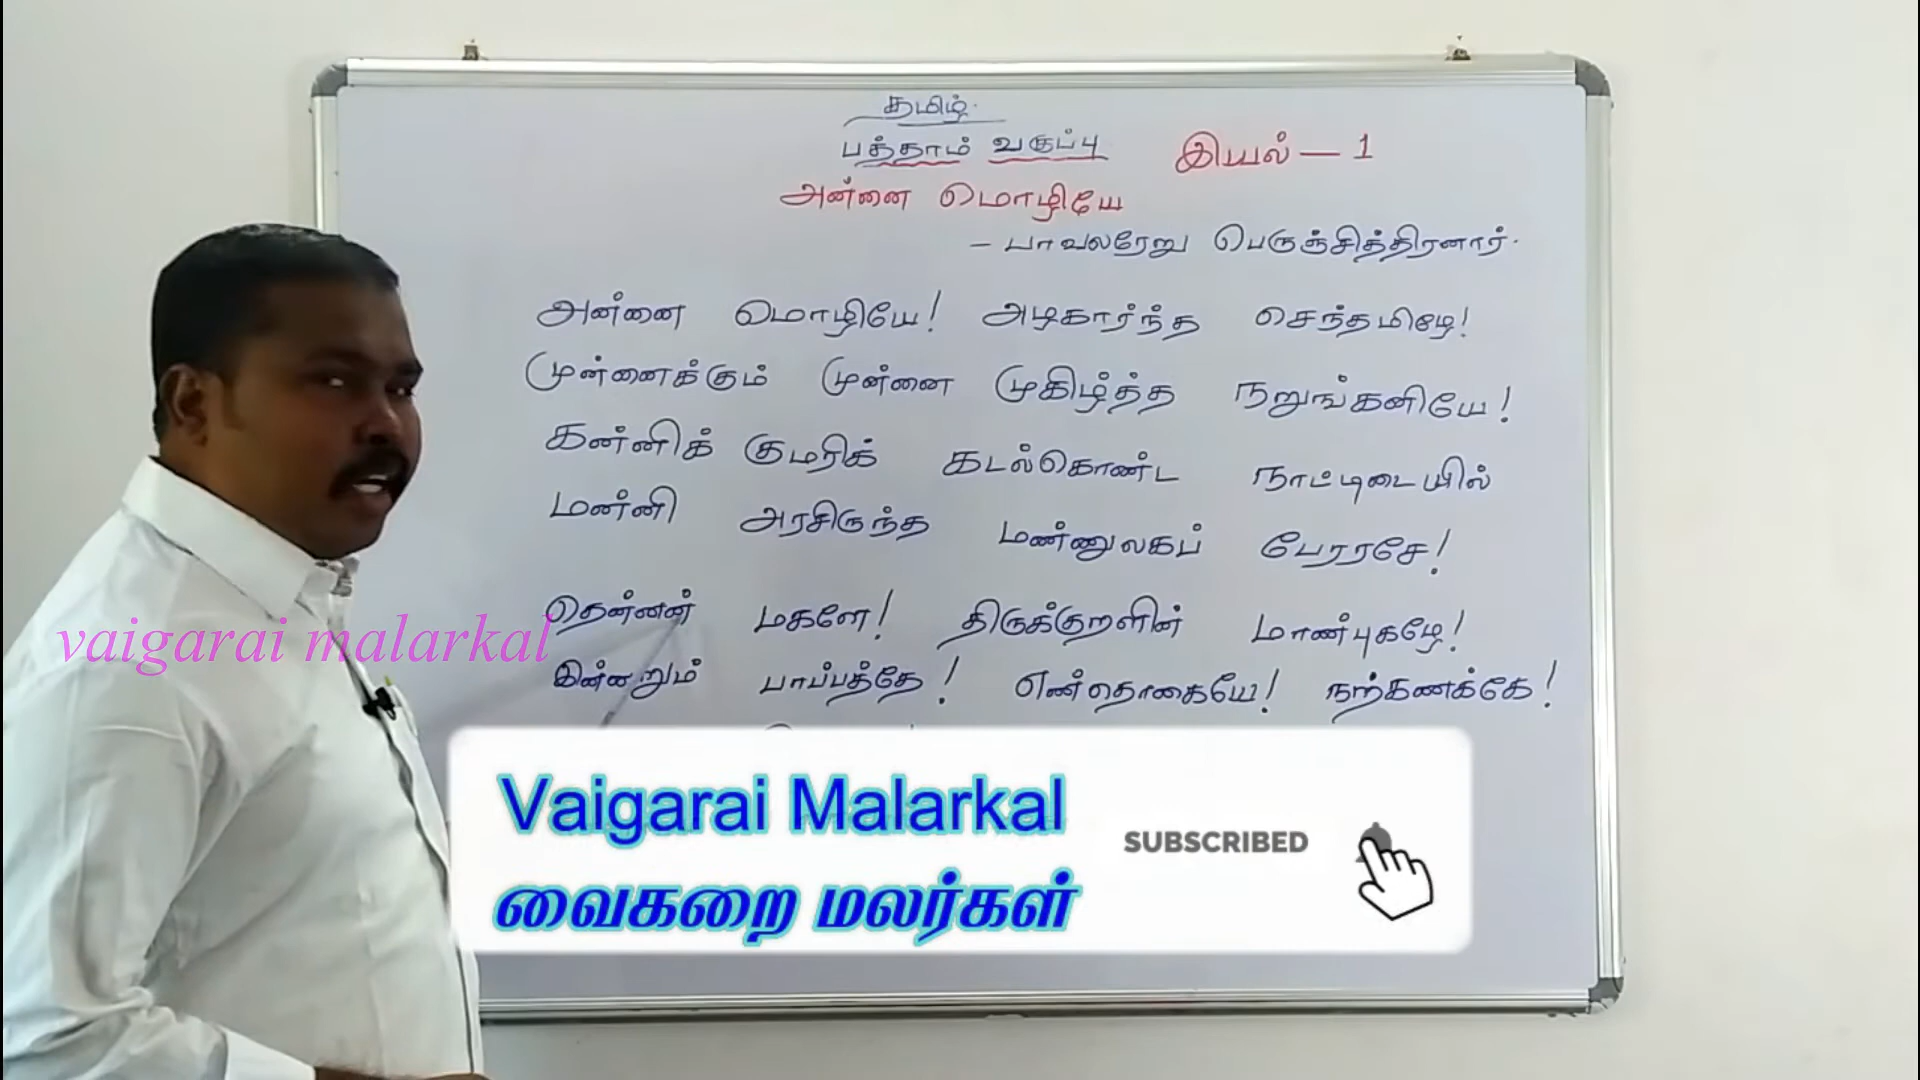 தமிழ்.
பத்தாம் வகுப்பு இயல் – 1
அன்னை மொழியே
– பாவலரேறு பெருஞ்சித்திரனார்.
அன்னை மொழியே! அழகார்ந்த செந்தமிழே!
முன்னைக்கும் முன்னை முகிழ்த்த நறுங்கனியே!
கன்னிக் குமரிக் கடல்கொண்ட நாட்டிடையில்
மன்னி அரசிருந்த மண்ணுலகப் பேரரசே!
தென்னன் மகளே! திருக்குறளின் மாண்புகழே!
இன்னறும் பாப்பத்தே! எண்தொகையே! நற்கணக்கே!
vaigarai malarkal
Vaigarai Malarkal
SUBSCRIBED
வைகறை மலர்கள்